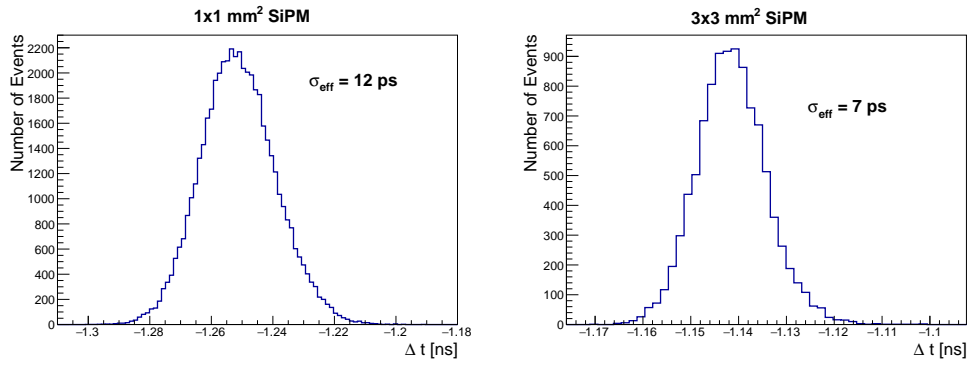 1x1 mm² SiPM
Number of Events
2200
2000
1800
1600
1400
1200
1000
800
600
400
200
0
σeff = 12 ps
−1.3 −1.28 −1.26 −1.24 −1.22 −1.2 −1.18
Δ t [ns]
3x3 mm² SiPM
Number of Events
900
800
700
600
500
400
300
200
100
0
σeff = 7 ps
−1.17 −1.16 −1.15 −1.14 −1.13 −1.12 −1.11 −1.1
Δ t [ns]